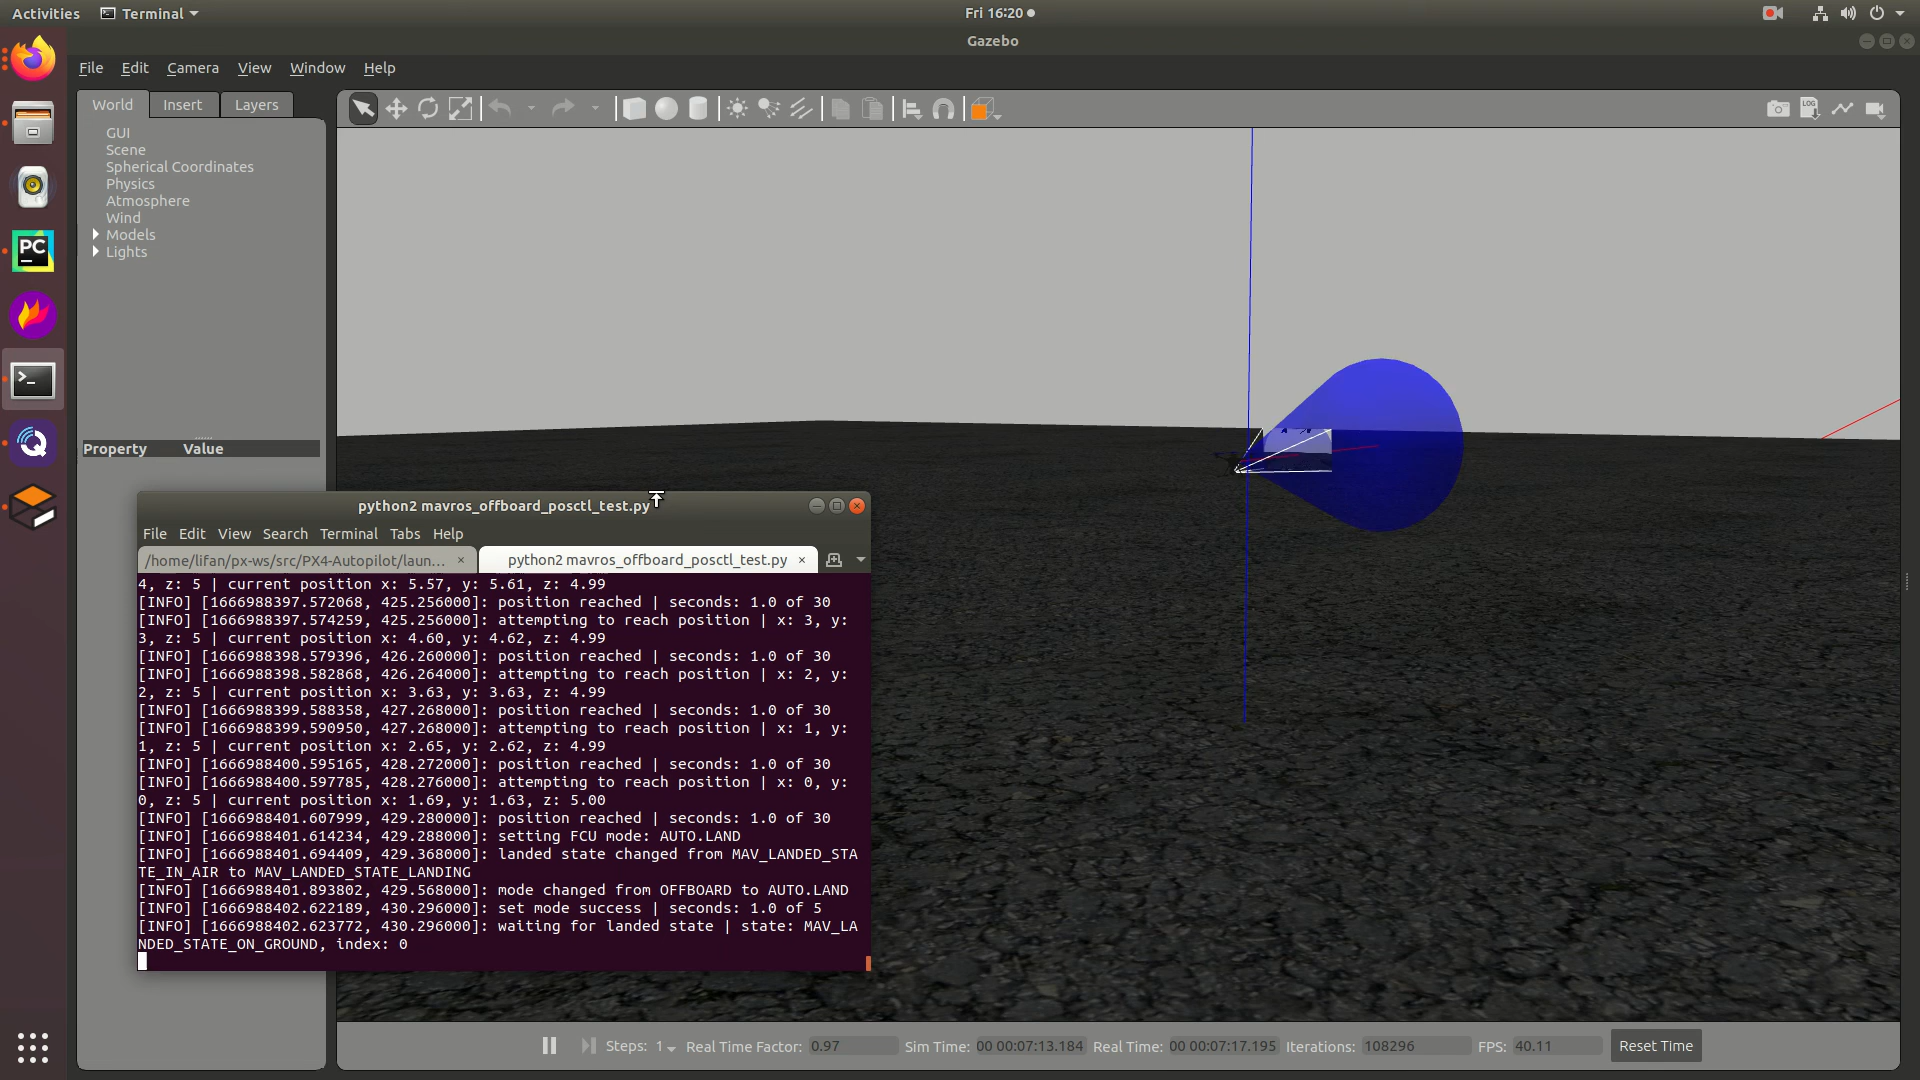 Activities Terminal Fri 16:20
Gazebo
File Edit Camera View Window Help
World Insert Layers
GUI
Scene
Spherical Coordinates
Physics
Atmosphere
Wind
Models
Lights
Property Value
LOG
PC
python2 mavros_offboard_posctl_test.py
File Edit View Search Terminal Tabs Help
/home/lifan/px-ws/src/PX4-Autopilot/laun... × python2 mavros_offboard_posctl_test.py ×
4, z: 5 | current position x: 5.57, y: 5.61, z: 4.99
[INFO] [1666988397.572068, 425.256000]: position reached | seconds: 1.0 of 30
[INFO] [1666988397.574259, 425.256000]: attempting to reach position | x: 3, y:
3, z: 5 | current position x: 4.60, y: 4.62, z: 4.99
[INFO] [1666988398.579396, 426.260000]: position reached | seconds: 1.0 of 30
[INFO] [1666988398.582868, 426.264000]: attempting to reach position | x: 2, y:
2, z: 5 | current position x: 3.63, y: 3.63, z: 4.99
[INFO] [1666988399.588358, 427.268000]: position reached | seconds: 1.0 of 30
[INFO] [1666988399.590950, 427.268000]: attempting to reach position | x: 1, y:
1, z: 5 | current position x: 2.65, y: 2.62, z: 4.99
[INFO] [1666988400.595165, 428.272000]: position reached | seconds: 1.0 of 30
[INFO] [1666988400.597785, 428.276000]: attempting to reach position | x: 0, y:
0, z: 5 | current position x: 1.69, y: 1.63, z: 5.00
[INFO] [1666988401.607999, 429.280000]: position reached | seconds: 1.0 of 30
[INFO] [1666988401.614234, 429.288000]: setting FCU mode: AUTO.LAND
[INFO] [1666988401.694409, 429.368000]: landed state changed from MAV_LANDED_STA
TE_IN_AIR to MAV_LANDED_STATE_LANDING
[INFO] [1666988401.893802, 429.568000]: mode changed from OFFBOARD to AUTO.LAND
[INFO] [1666988402.622189, 430.296000]: set mode success | seconds: 1.0 of 5
[INFO] [1666988402.623772, 430.296000]: waiting for landed state | state: MAV_LA
NDED_STATE_ON_GROUND, index: 0
Steps: 1 Real Time Factor: 0.97 Sim Time: 00 00:07:13.184 Real Time: 00 00:07:17.195 Iterations: 108296 FPS: 40.11 Reset Time